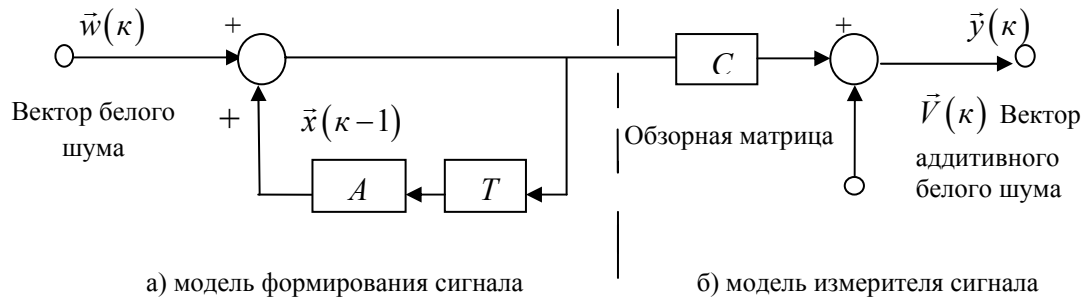 w⃗(κ)
+
Вектор белого
шума
+
x⃗(κ−1)
A
T
C
Обзорная матрица
y⃗(κ)
+
V⃗(κ) Вектор
аддитивного
белого шума
а) модель формирования сигнала
б) модель измерителя сигнала